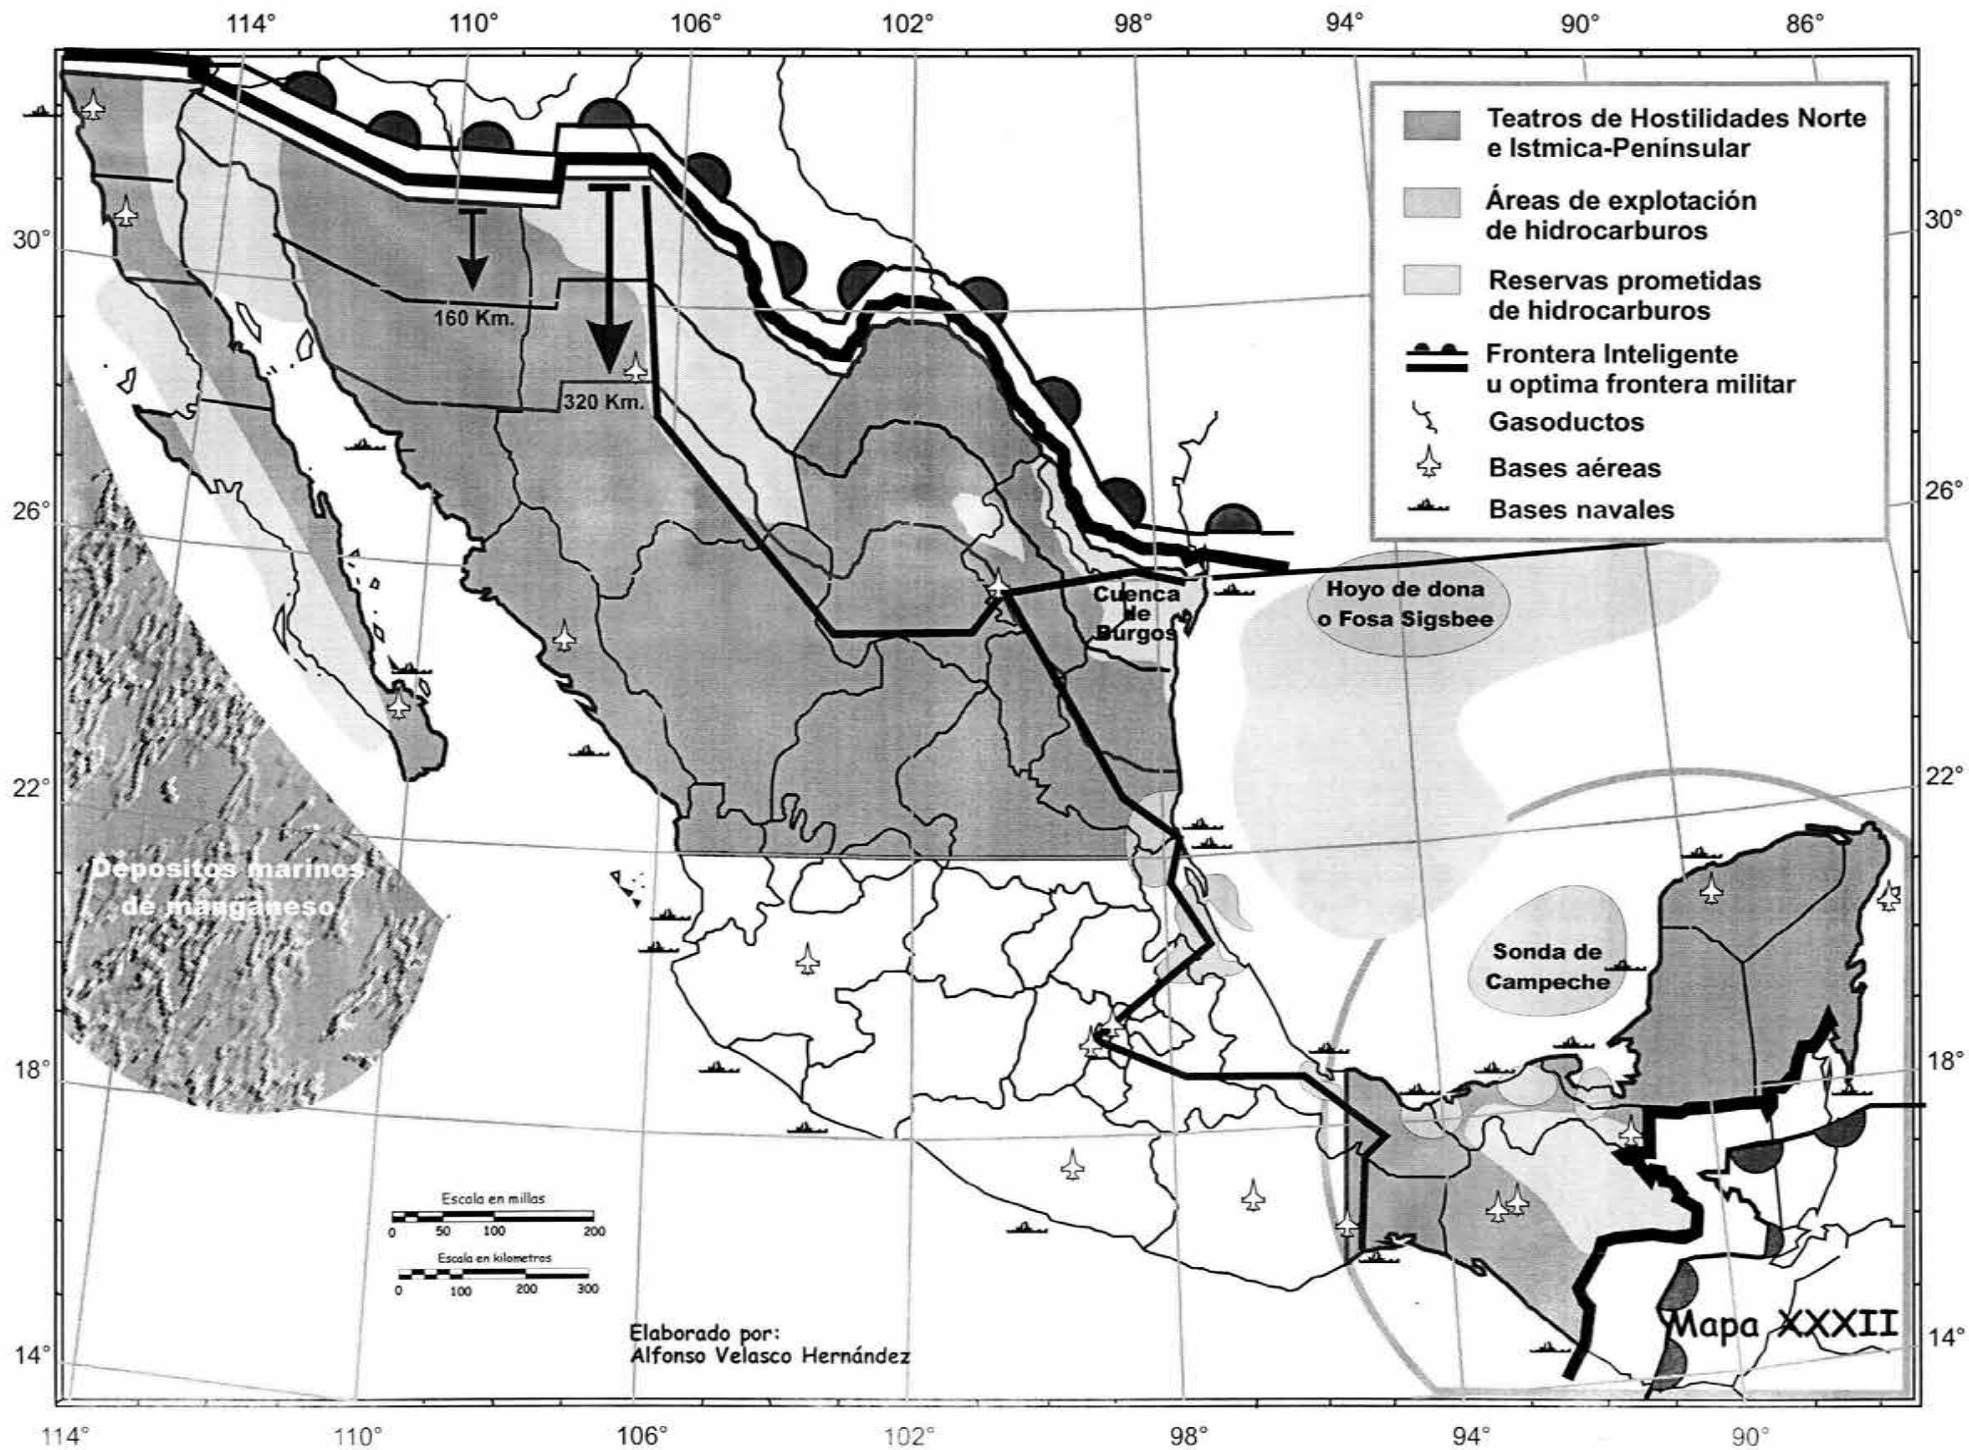 114° 110° 106° 102° 98° 94° 90° 86°
Teatros de Hostilidades Norte
e Istmica-Penínsular
Áreas de explotación
de hidrocarburos
Reservas prometidas
de hidrocarburos
Frontera Inteligente
u optima frontera militar
Gasoductos
Bases aéreas
Bases navales
30° 30°
160 Km.
320 Km.
26° 26°
Cuenca
de
Burgos
Hoyo de dona
o Fosa Sigsbee
22° 22°
Dépositos marinos
de manganeso
Sonda de
Campeche
18° 18°
Escala en millas
0 50 100 200
Escala en kilometros
0 100 200 300
Elaborado por:
Alfonso Velasco Hernández
Mapa XXXII
14° 14°
114° 110° 106° 102° 98° 94° 90°